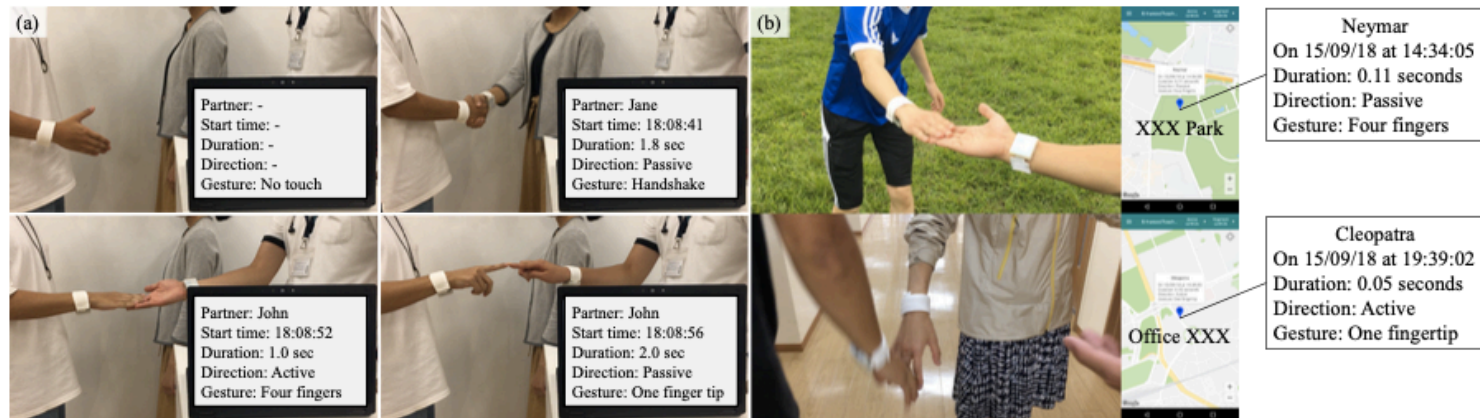 (a)
Partner: -
Start time: -
Duration: -
Direction: -
Gesture: No touch
Partner: Jane
Start time: 18:08:41
Duration: 1.8 sec
Direction: Passive
Gesture: Handshake
Partner: John
Start time: 18:08:52
Duration: 1.0 sec
Direction: Active
Gesture: Four fingers
Partner: John
Start time: 18:08:56
Duration: 2.0 sec
Direction: Passive
Gesture: One finger tip
(b)
XXX Park
Neymar
On 15/09/18 at 14:34:05
Duration: 0.11 seconds
Direction: Passive
Gesture: Four fingers
Office XXX
Cleopatra
On 15/09/18 at 19:39:02
Duration: 0.05 seconds
Direction: Active
Gesture: One fingertip